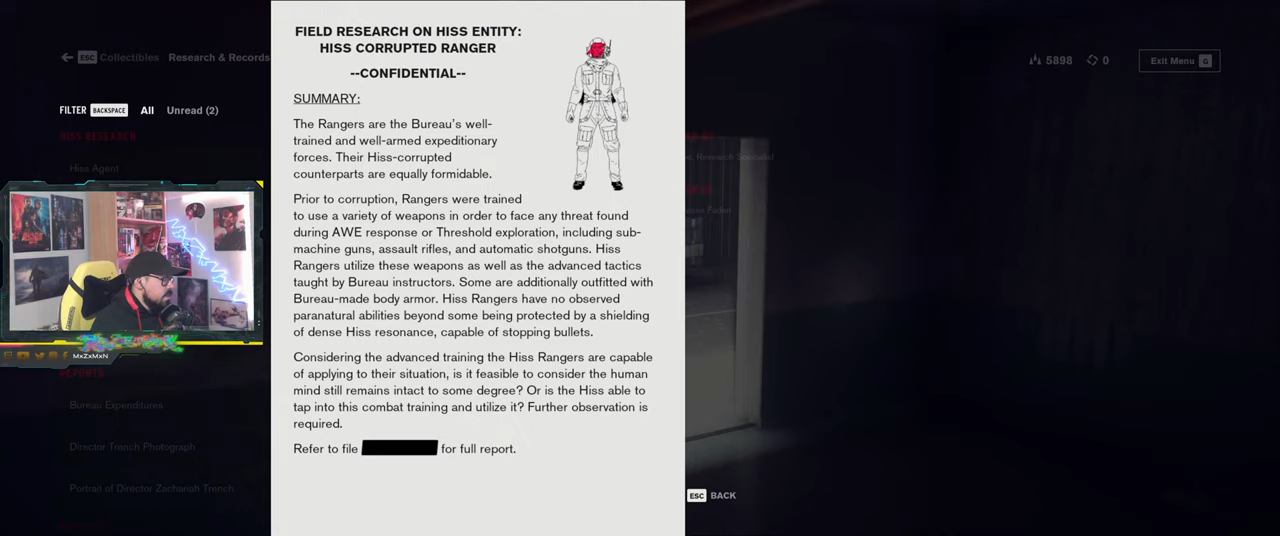 FIELD RESEARCH ON HISS ENTITY:
HISS CORRUPTED RANGER
--CONFIDENTIAL--
SUMMARY:
The Rangers are the Bureau's well-
trained and well-armed expeditionary
forces. Their Hiss-corrupted
counterparts are equally formidable.
Prior to corruption, Rangers were trained
to use a variety of weapons in order to face any threat found
during AWE response or Threshold exploration, including sub-
machine guns, assault rifles, and automatic shotguns. Hiss
Rangers utilize these weapons as well as the advanced tactics
taught by Bureau instructors. Some are additionally outfitted with
Bureau-made body armor. Hiss Rangers have no observed
paranatural abilities beyond some being protected by a shielding
of dense Hiss resonance, capable of stopping bullets.
Considering the advanced training the Hiss Rangers are capable
of applying to their situation, is it feasible to consider the human
mind still remains intact to some degree? Or is the Hiss able to
tap into this combat training and utilize it? Further observation is
required.
Refer to file for full report.
ESC Collectibles Research & Records
FILTER BACKSPACE All Unread (2)
HISS RESEARCH
Hiss Agent
MxZxMxN
REPORTS
Bureau Expenditures
Director Trench Photograph
Portrait of Director Zachariah Trench
5898 0 Exit Menu G
Research Specialist
Faden
ESC BACK